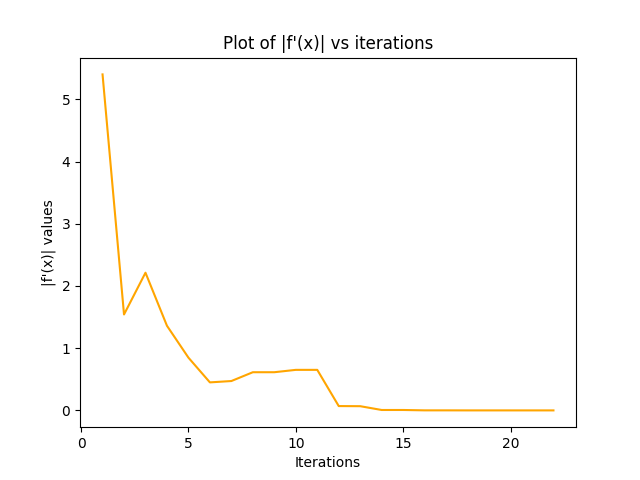 Plot of |f'(x)| vs iterations
5
4
3
2
1
0
|f'(x)| values
0 5 10 15 20
Iterations